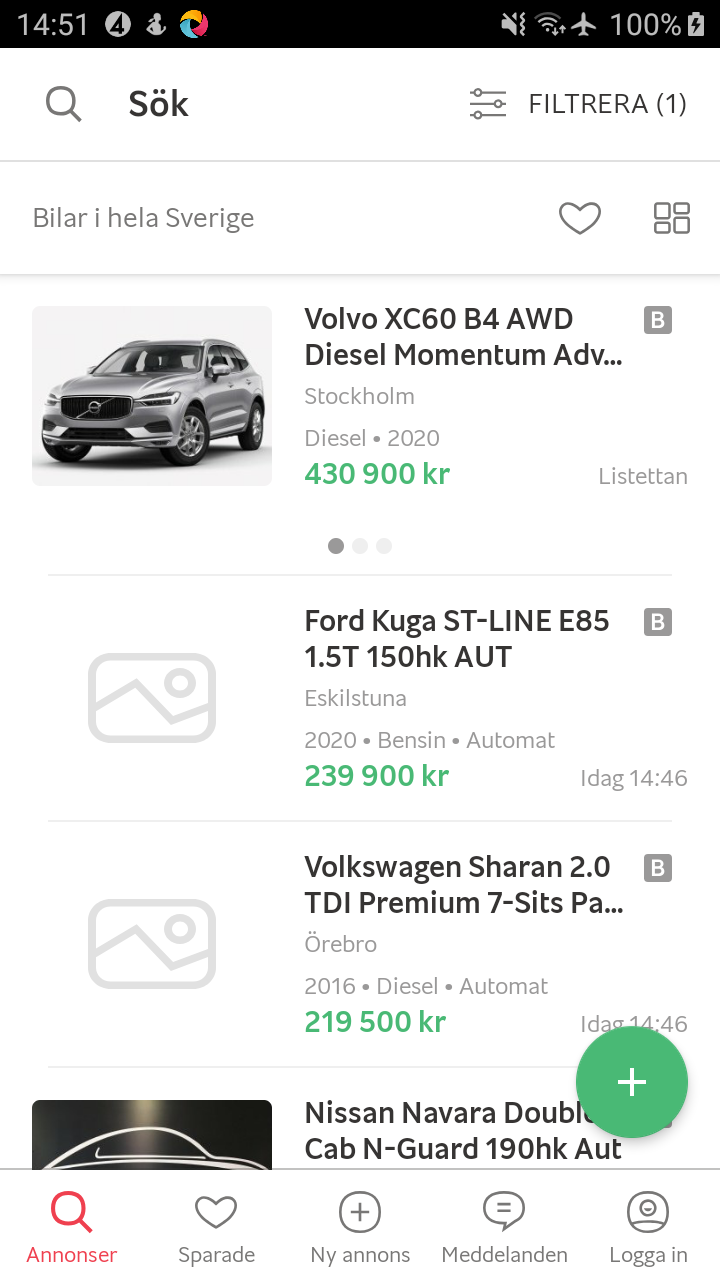 14:51
100%
Sök
FILTRERA (1)
Bilar i hela Sverige
Volvo XC60 B4 AWD
Diesel Momentum Adv...
B
Stockholm
Diesel • 2020
430 900 kr
Listettan
Ford Kuga ST-LINE E85
1.5T 150hk AUT
B
Eskilstuna
2020 • Bensin • Automat
239 900 kr
Idag 14:46
Volkswagen Sharan 2.0
TDI Premium 7-Sits Pa...
B
Örebro
2016 • Diesel • Automat
219 500 kr
Idag 14:46
Nissan Navara Double
Cab N-Guard 190hk Aut
Annonser
Sparade
Ny annons
Meddelanden
Logga in